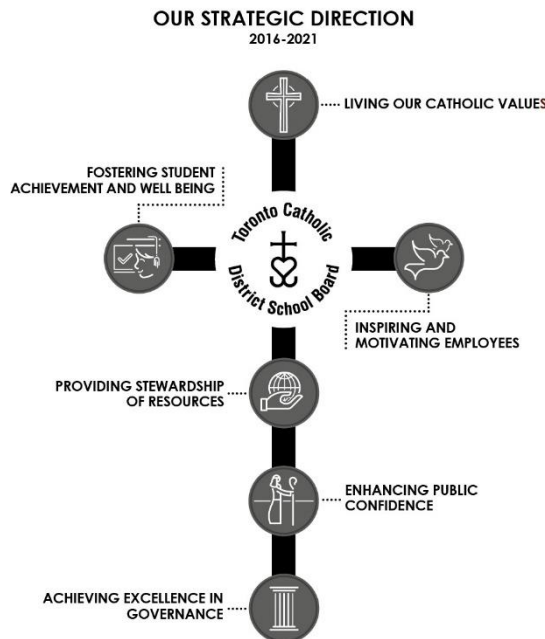 OUR STRATEGIC DIRECTION
2016-2021
LIVING OUR CATHOLIC VALUES
FOSTERING STUDENT
ACHIEVEMENT AND WELL BEING
Toronto Catholic
District School Board
INSPIRING AND
MOTIVATING EMPLOYEES
PROVIDING STEWARDSHIP
OF RESOURCES
ENHANCING PUBLIC
CONFIDENCE
ACHIEVING EXCELLENCE IN
GOVERNANCE